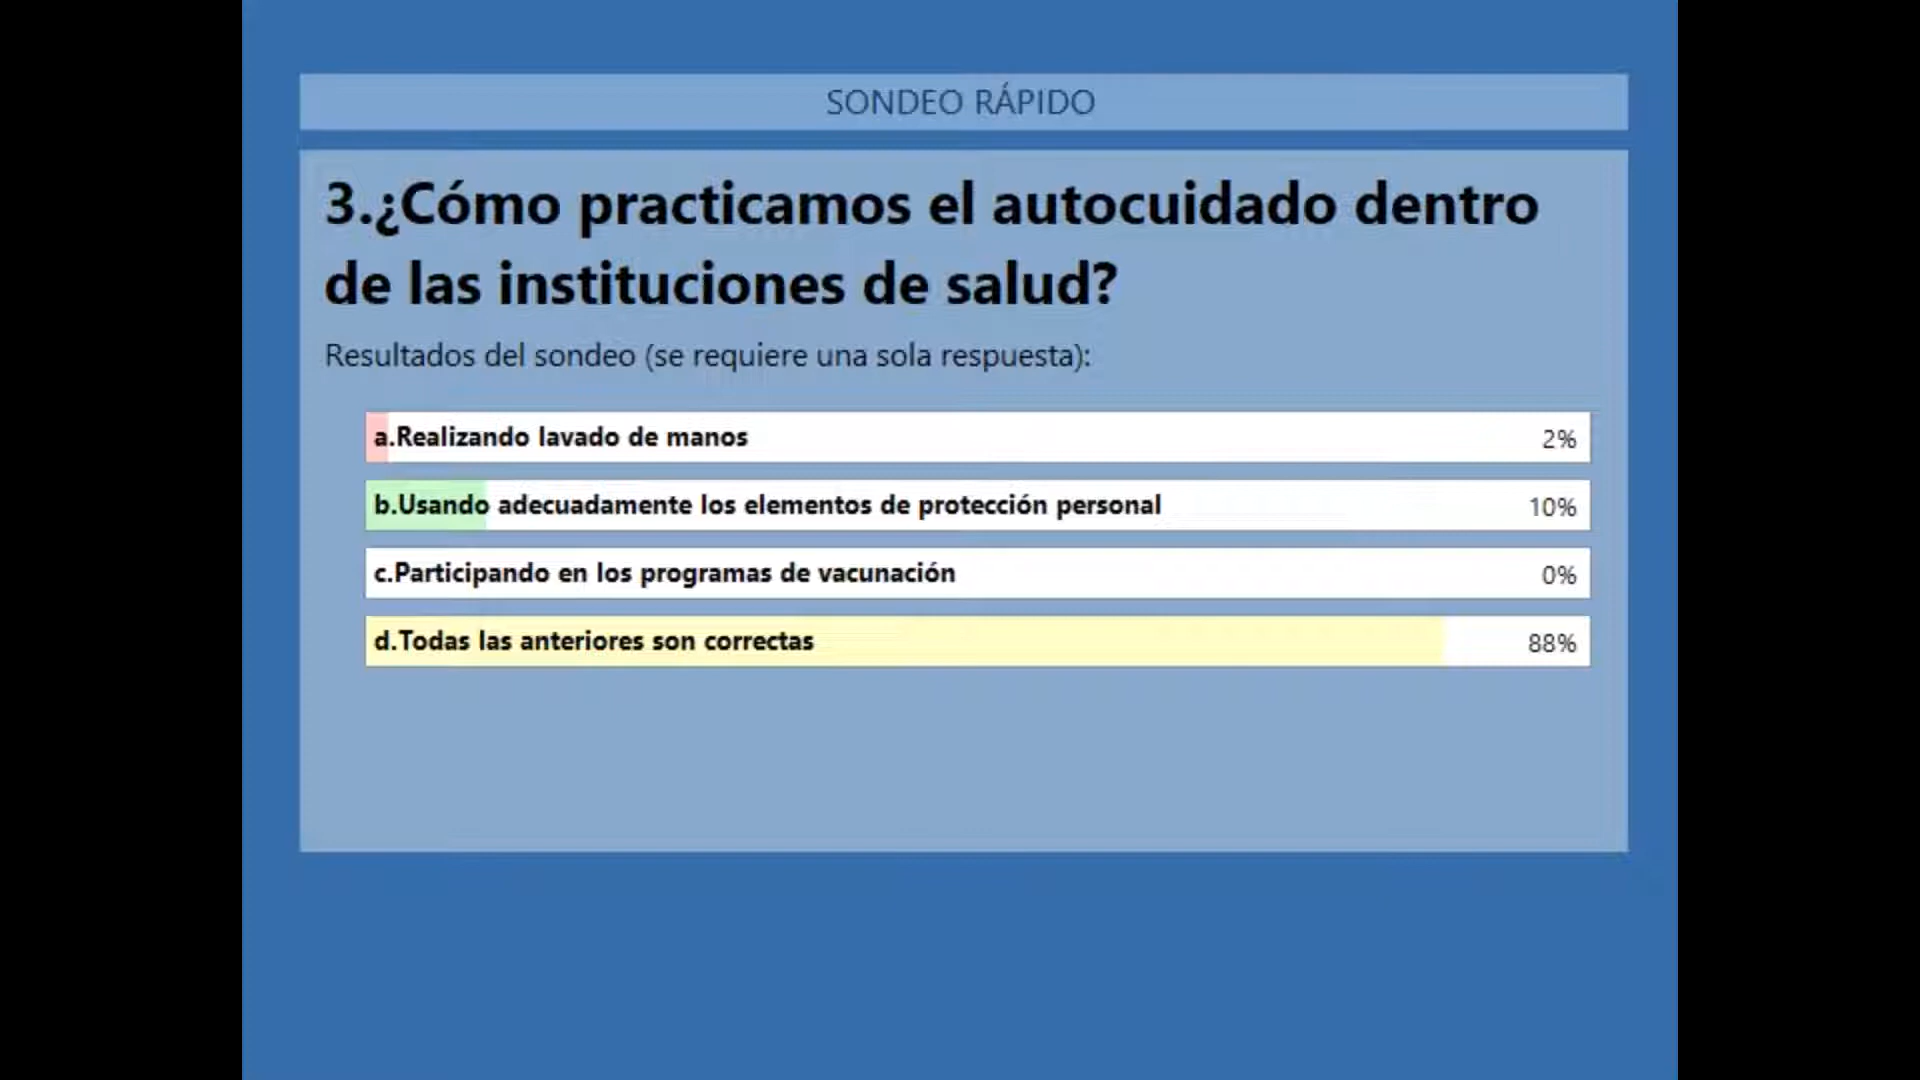 SONDEO RÁPIDO
3.¿Cómo practicamos el autocuidado dentro
de las instituciones de salud?
Resultados del sondeo (se requiere una sola respuesta):
a.Realizando lavado de manos 2%
b.Usando adecuadamente los elementos de protección personal 10%
c.Participando en los programas de vacunación 0%
d.Todas las anteriores son correctas 88%